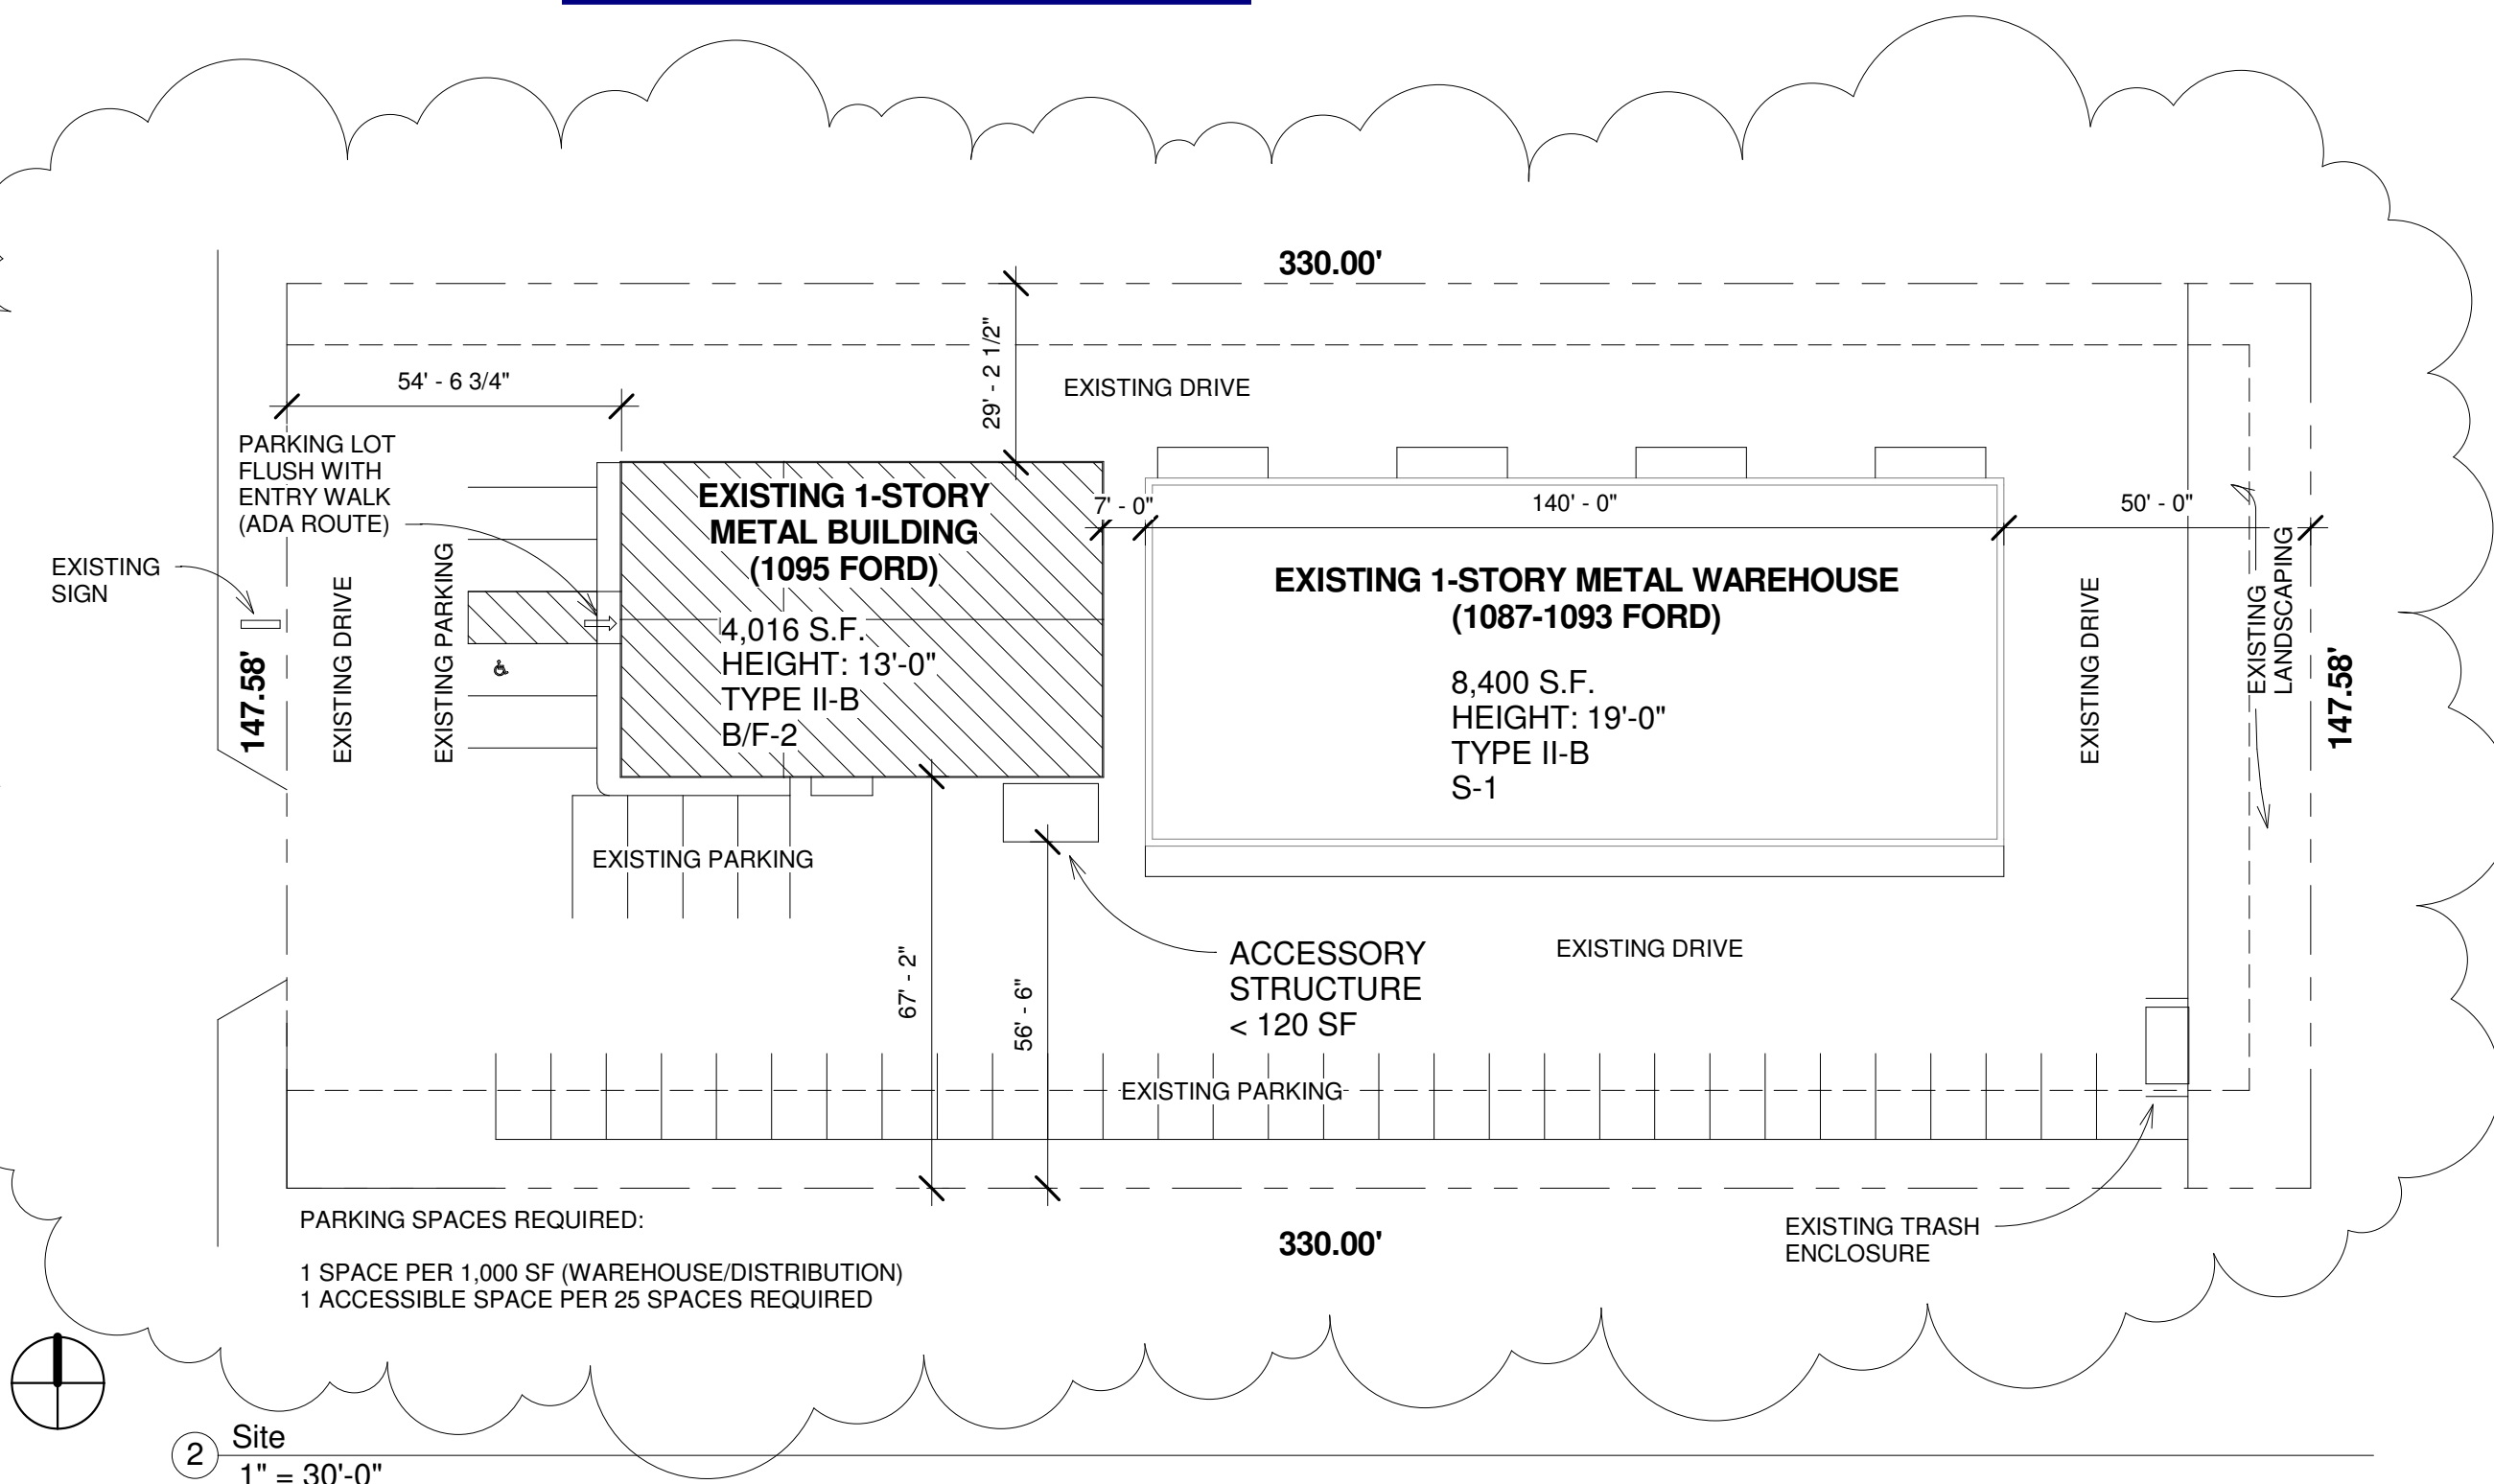 330.00'
29' - 2 1/2"
54' - 6 3/4"
EXISTING DRIVE
PARKING LOT
FLUSH WITH
ENTRY WALK
(ADA ROUTE)
EXISTING
SIGN
147.58'
EXISTING DRIVE
EXISTING PARKING
EXISTING 1-STORY
METAL BUILDING
(1095 FORD)
4,016 S.F.
HEIGHT: 13'-0"
TYPE II-B
B/F-2
7' - 0"
140' - 0"
50' - 0"
EXISTING 1-STORY METAL WAREHOUSE
(1087-1093 FORD)
8,400 S.F.
HEIGHT: 19'-0"
TYPE II-B
S-1
EXISTING DRIVE
EXISTING
LANDSCAPING
147.58'
EXISTING PARKING
67' - 2"
56' - 6"
ACCESSORY
STRUCTURE
< 120 SF
EXISTING DRIVE
EXISTING PARKING
PARKING SPACES REQUIRED:
1 SPACE PER 1,000 SF (WAREHOUSE/DISTRIBUTION)
1 ACCESSIBLE SPACE PER 25 SPACES REQUIRED
330.00'
EXISTING TRASH
ENCLOSURE
2
Site
1" = 30'-0"